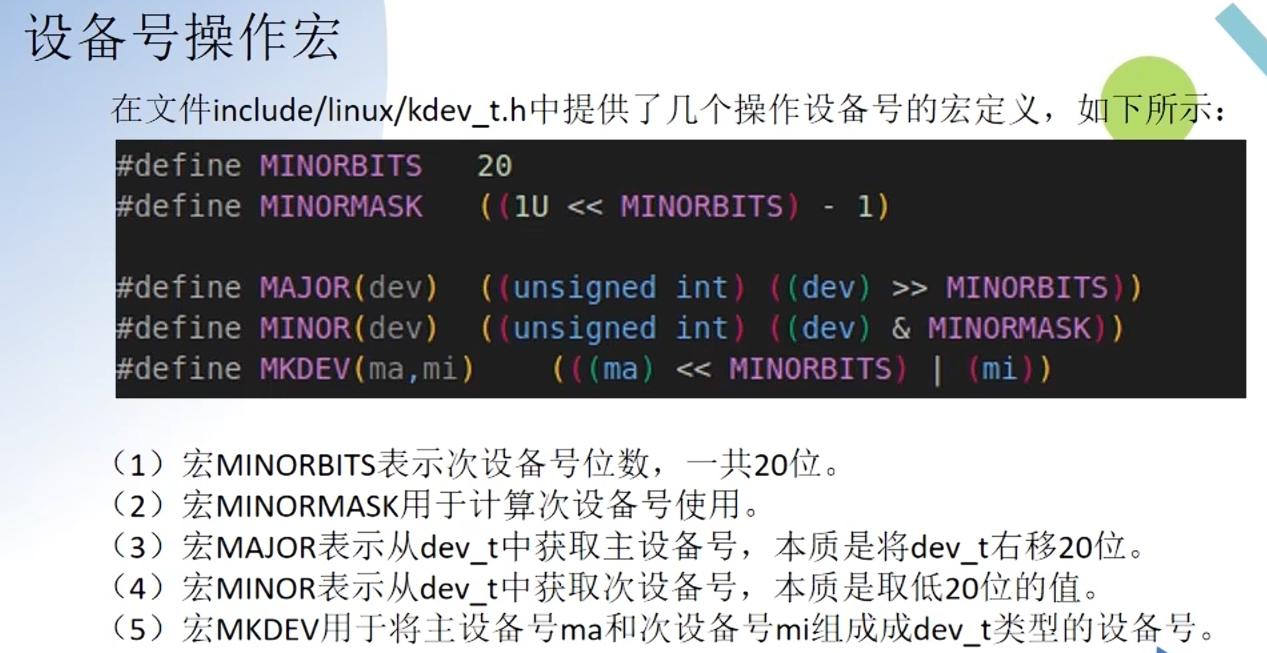 设备号操作宏
在文件include/linux/kdev_t.h中提供了几个操作设备号的宏定义，如下所示：
#define MINORBITS   20
#define MINORMASK   ((1U << MINORBITS) - 1)
#define MAJOR(dev)  ((unsigned int) ((dev) >> MINORBITS))
#define MINOR(dev)  ((unsigned int) ((dev) & MINORMASK))
#define MKDEV(ma,mi)    (((ma) << MINORBITS) | (mi))
（1）宏MINORBITS表示次设备号位数，一共20位。
（2）宏MINORMASK用于计算次设备号使用。
（3）宏MAJOR表示从dev_t中获取主设备号，本质是将dev_t右移20位。
（4）宏MINOR表示从dev_t中获取次设备号，本质是取低20位的值。
（5）宏MKDEV用于将主设备号ma和次设备号mi组成成dev_t类型的设备号。